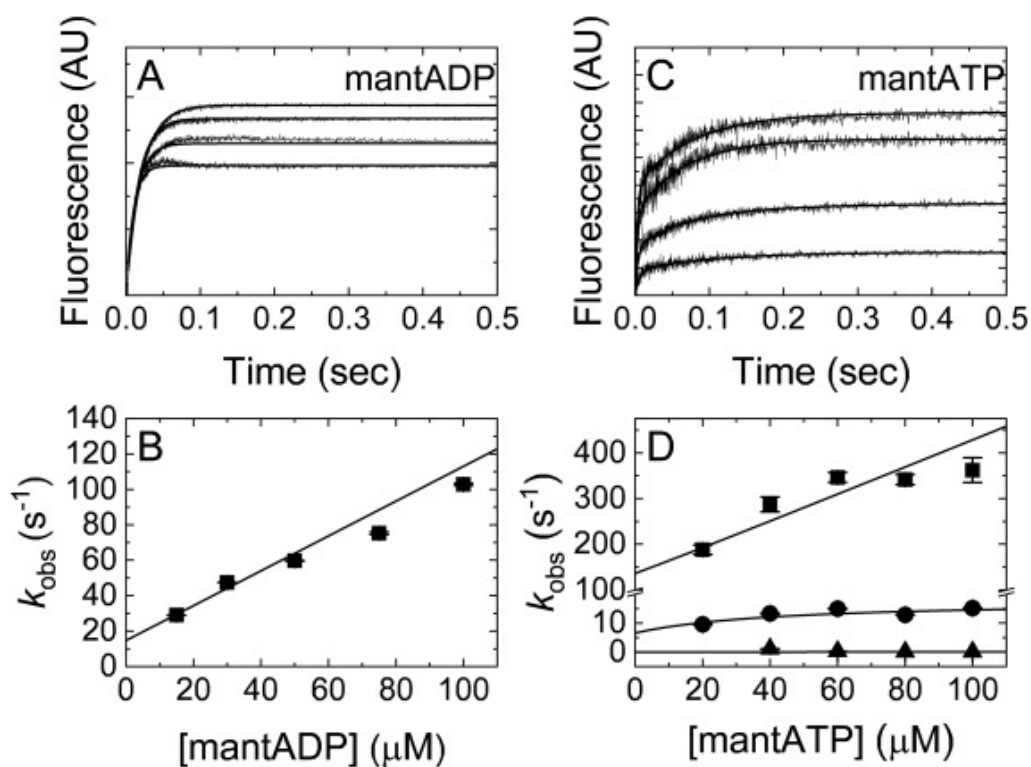 A
mantADP
Fluorescence (AU)
0.0 0.1 0.2 0.3 0.4 0.5
Time (sec)
C
mantATP
Fluorescence (AU)
0.0 0.1 0.2 0.3 0.4 0.5
Time (sec)
B
140
120
100
80
60
40
20
0
k_obs (s⁻¹)
0 20 40 60 80 100
[mantADP] (μM)
D
400
300
200
100
10
0
k_obs (s⁻¹)
0 20 40 60 80 100
[mantATP] (μM)